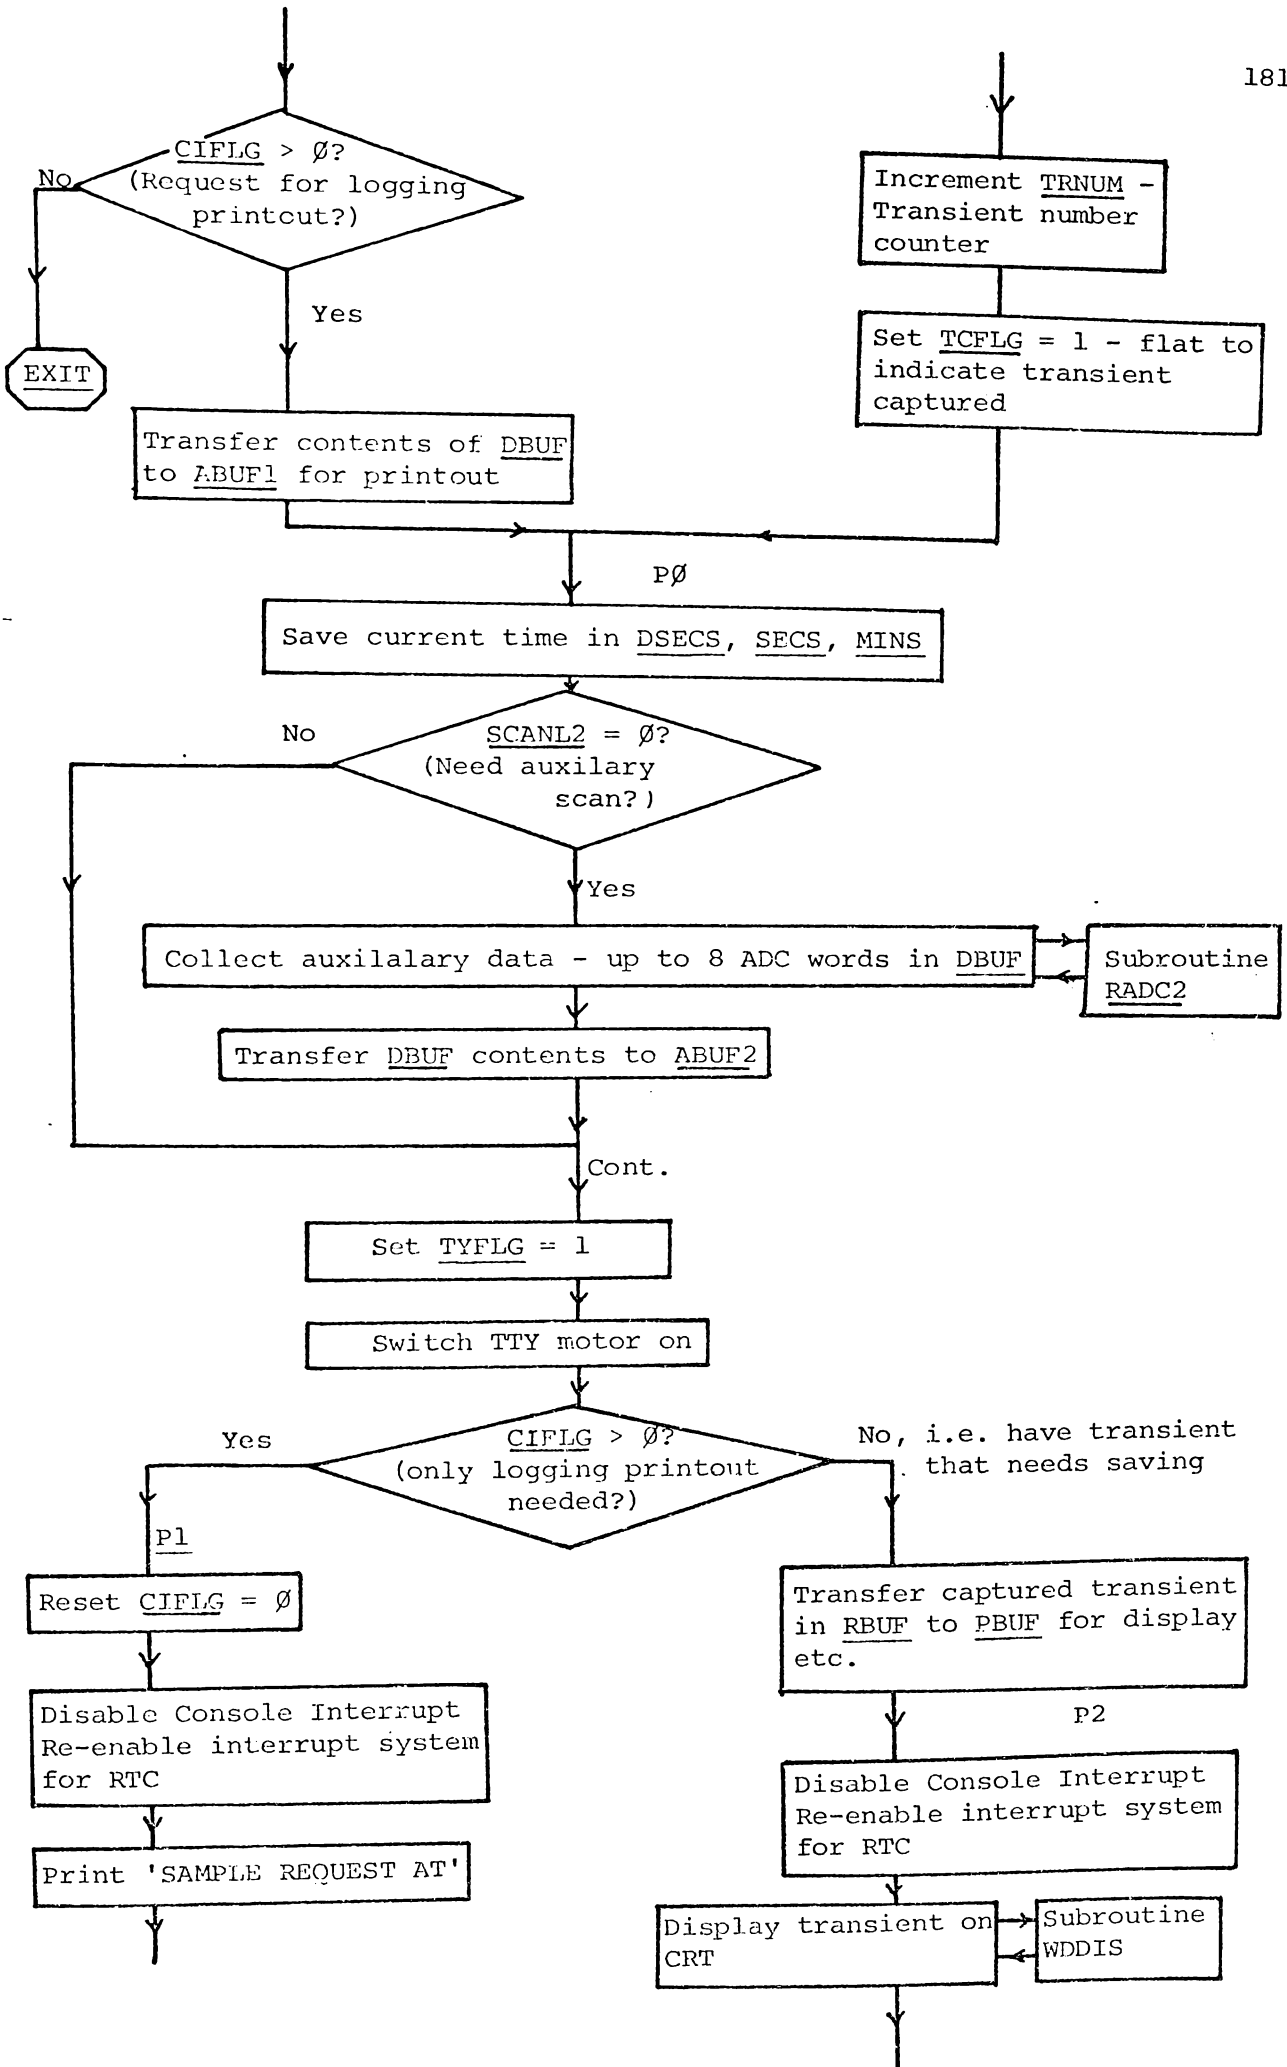 181
CIFLG > Ø?
(Request for logging
printout?)
No
Yes
EXIT
Transfer contents of DBUF
to ABUF1 for printout
Increment TRNUM -
Transient number
counter
Set TCFLG = 1 - flat to
indicate transient
captured
PØ
Save current time in DSECS, SECS, MINS
No
SCANL2 = Ø?
(Need auxilary
scan?)
Yes
Collect auxilalary data - up to 8 ADC words in DBUF
Subroutine
RADC2
Transfer DBUF contents to ABUF2
Cont.
Set TYFLG = 1
Switch TTY motor on
Yes
CIFLG > Ø?
(only logging printout
needed?)
No, i.e. have transient
that needs saving
P1
Reset CIFLG = Ø
Disable Console Interrupt
Re-enable interrupt system
for RTC
Print 'SAMPLE REQUEST AT'
Transfer captured transient
in RBUF to PBUF for display
etc.
P2
Disable Console Interrupt
Re-enable interrupt system
for RTC
Display transient on
CRT
Subroutine
WDDIS